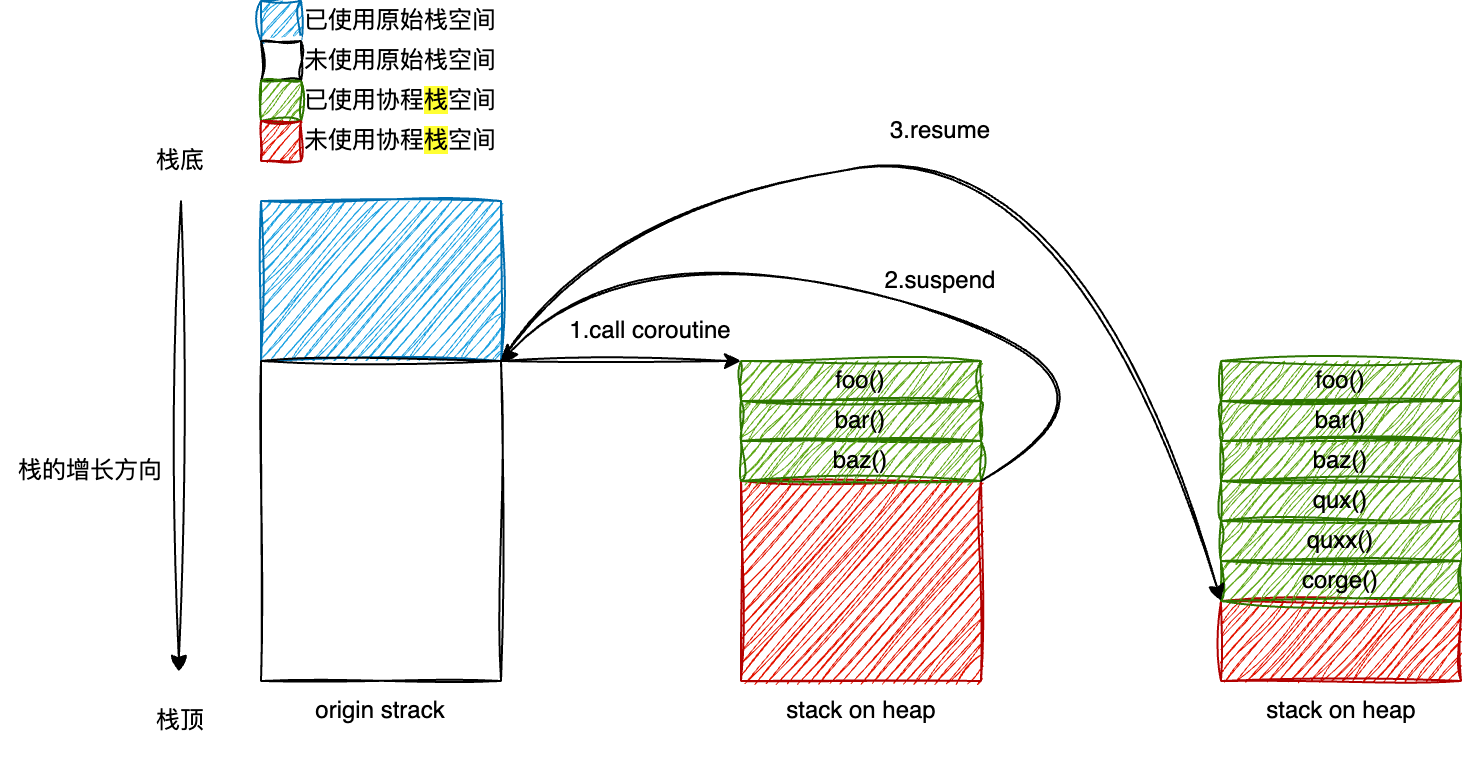 已使用原始栈空间
未使用原始栈空间
已使用协程栈空间
未使用协程栈空间
3.resume
栈底
2.suspend
1.call coroutine
foo()
bar()
baz()
foo()
bar()
baz()
qux()
quxx()
corge()
栈的增长方向
栈顶
origin strack
stack on heap
stack on heap